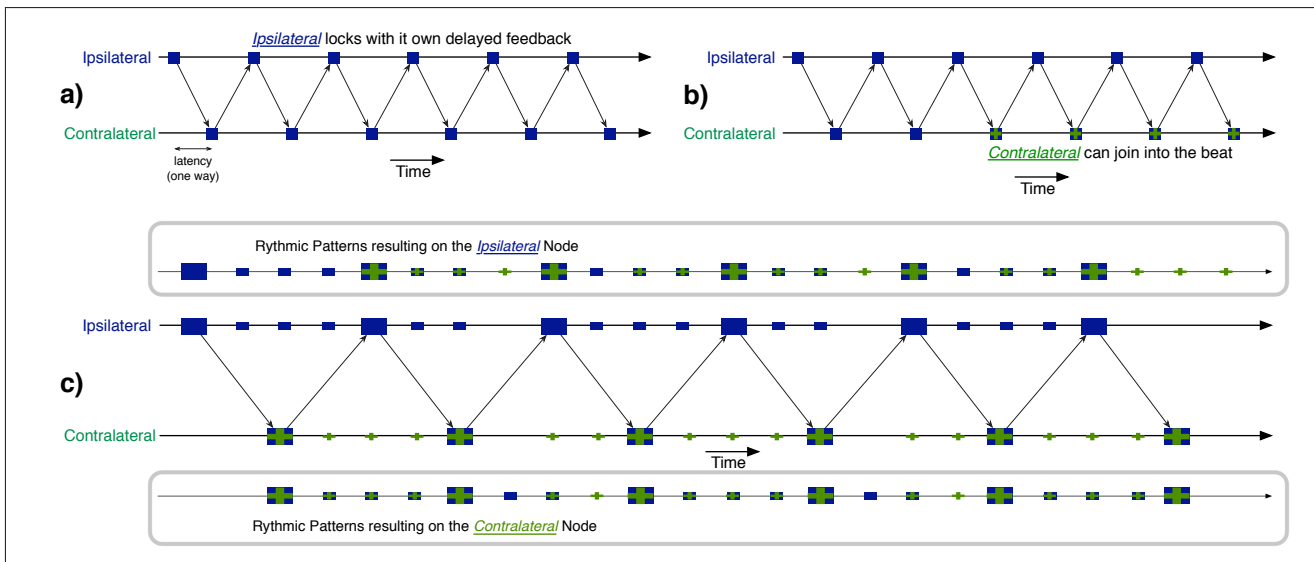 Ipsilateral locks with it own delayed feedback
Ipsilateral
a)
Contralateral
latency
(one way)
Time
Ipsilateral
b)
Contralateral
Contralateral can join into the beat
Time
Rythmic Patterns resulting on the Ipsilateral Node
Ipsilateral
c)
Contralateral
Time
Rythmic Patterns resulting on the Contralateral Node